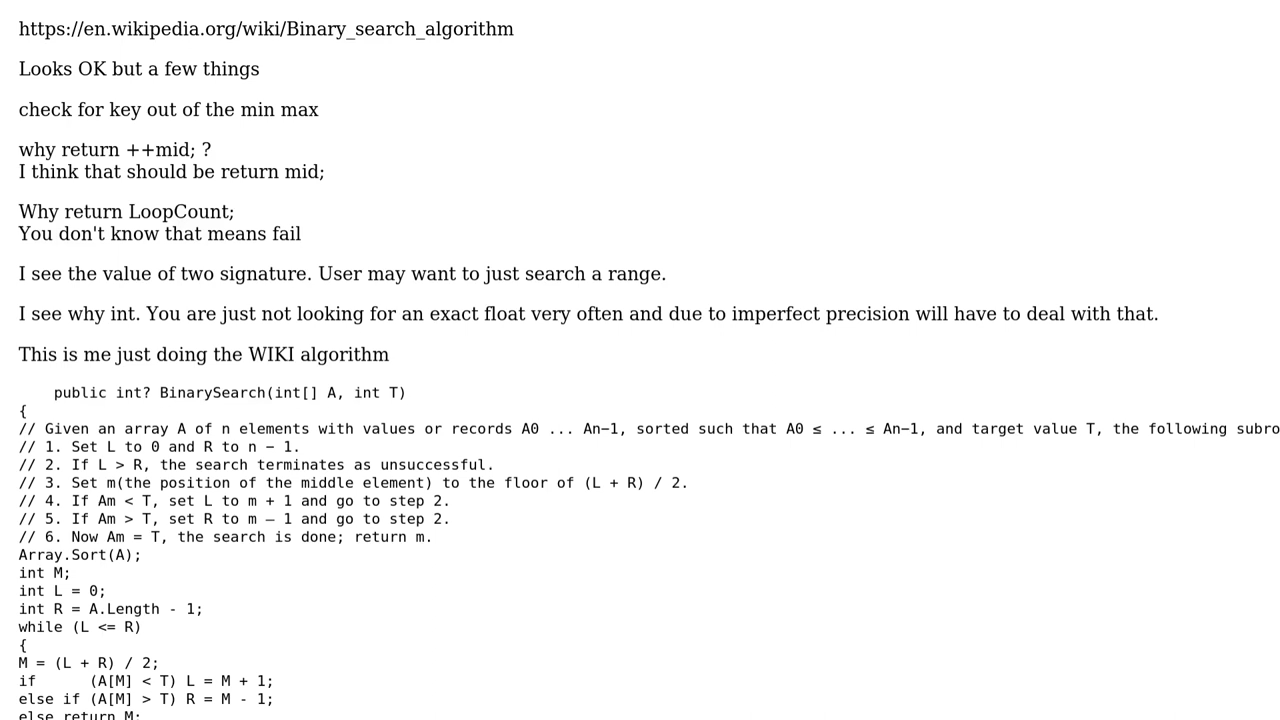 https://en.wikipedia.org/wiki/Binary_search_algorithm
Looks OK but a few things
check for key out of the min max
why return ++mid; ?
I think that should be return mid;
Why return LoopCount;
You don't know that means fail
I see the value of two signature. User may want to just search a range.
I see why int. You are just not looking for an exact float very often and due to imperfect precision will have to deal with that.
This is me just doing the WIKI algorithm
    public int? BinarySearch(int[] A, int T)
{
// Given an array A of n elements with values or records A0 ... An−1, sorted such that A0 ≤ ... ≤ An−1, and target value T, the following subro
// 1. Set L to 0 and R to n − 1.
// 2. If L > R, the search terminates as unsuccessful.
// 3. Set m(the position of the middle element) to the floor of (L + R) / 2.
// 4. If Am < T, set L to m + 1 and go to step 2.
// 5. If Am > T, set R to m – 1 and go to step 2.
// 6. Now Am = T, the search is done; return m.
Array.Sort(A);
int M;
int L = 0;
int R = A.Length - 1;
while (L <= R)
{
M = (L + R) / 2;
if      (A[M] < T) L = M + 1;
else if (A[M] > T) R = M - 1;
else return M;